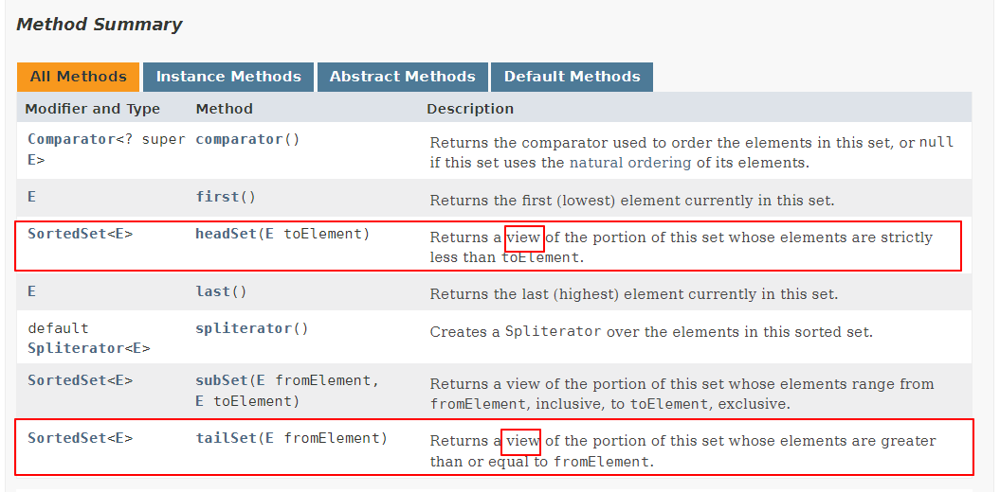 Method Summary
All Methods Instance Methods Abstract Methods Default Methods
Modifier and Type Method Description
Comparator<? super E> comparator() Returns the comparator used to order the elements in this set, or null
if this set uses the natural ordering of its elements.
E first() Returns the first (lowest) element currently in this set.
SortedSet<E> headSet(E toElement) Returns a view of the portion of this set whose elements are strictly
less than toElement.
E last() Returns the last (highest) element currently in this set.
default spliterator() Creates a Spliterator over the elements in this sorted set.
Spliterator<E>
SortedSet<E> subSet(E fromElement, Returns a view of the portion of this set whose elements range from
E toElement) fromElement, inclusive, to toElement, exclusive.
SortedSet<E> tailSet(E fromElement) Returns a view of the portion of this set whose elements are greater
than or equal to fromElement.